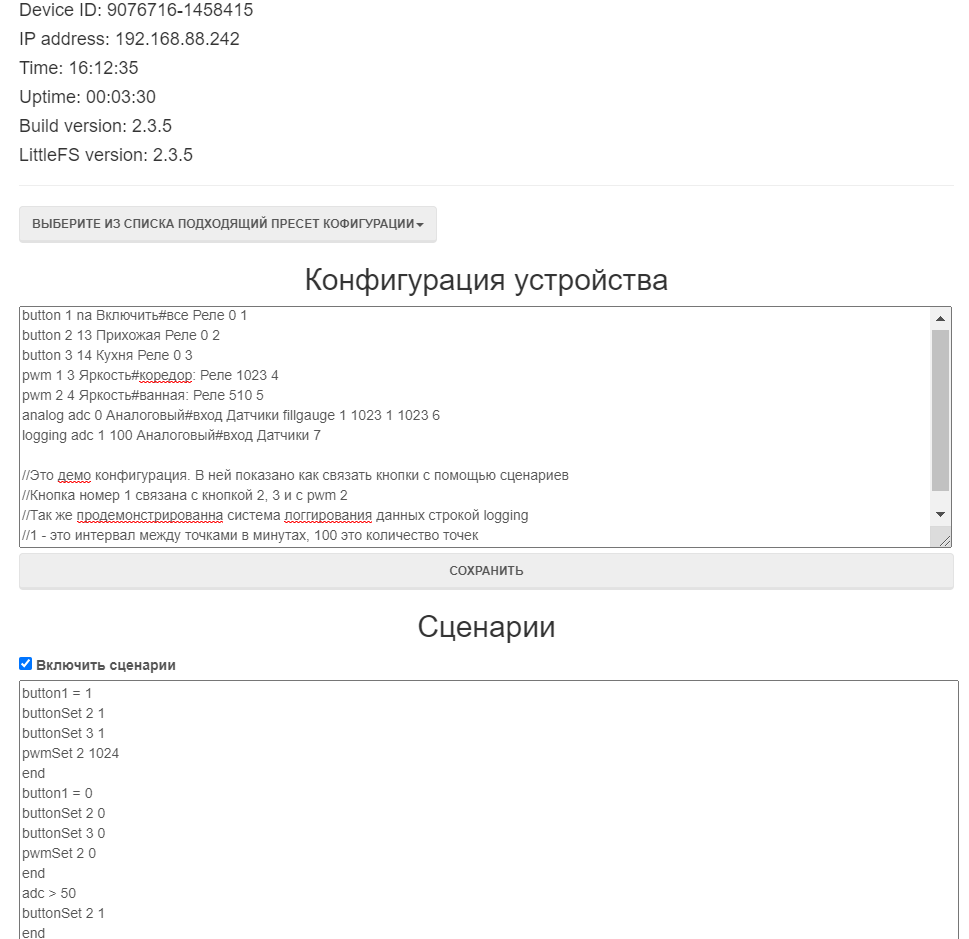 Device ID: 9076716-1458415
IP address: 192.168.88.242
Time: 16:12:35
Uptime: 00:03:30
Build version: 2.3.5
LittleFS version: 2.3.5
ВЫБЕРИТЕ ИЗ СПИСКА ПОДХОДЯЩИЙ ПРЕСЕТ КОФИГУРАЦИИ
Конфигурация устройства
button 1 na Включить#все Реле 0 1
button 2 13 Прихожая Реле 0 2
button 3 14 Кухня Реле 0 3
pwm 1 3 Яркость#коредор: Реле 1023 4
pwm 2 4 Яркость#ванная: Реле 510 5
analog adc 0 Аналоговый#вход Датчики fillgauge 1 1023 1 1023 6
logging adc 1 100 Аналоговый#вход Датчики 7
//Это демо конфигурация. В ней показано как связать кнопки с помощью сценариев
//Кнопка номер 1 связана с кнопкой 2, 3 и с pwm 2
//Так же продемонстрированна система логгирования данных строкой logging
//1 - это интервал между точками в минутах, 100 это количество точек
СОХРАНИТЬ
Сценарии
Включить сценарии
button1 = 1
buttonSet 2 1
buttonSet 3 1
pwmSet 2 1024
end
button1 = 0
buttonSet 2 0
buttonSet 3 0
pwmSet 2 0
end
adc > 50
buttonSet 2 1
end